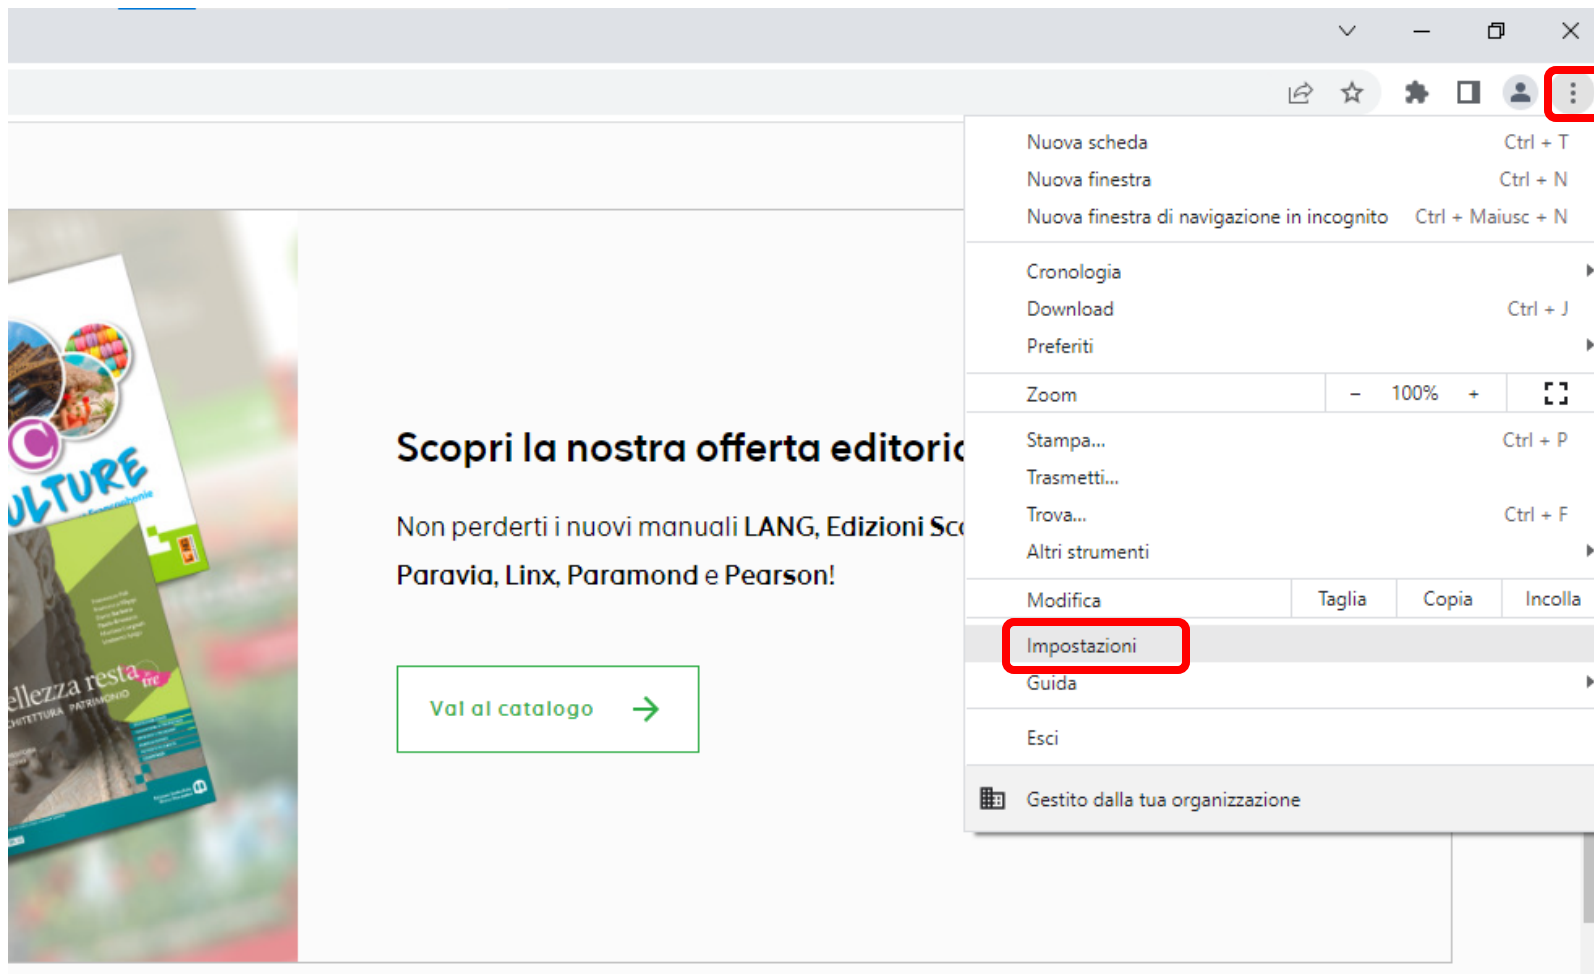 Nuova scheda Ctrl + T
Nuova finestra Ctrl + N
Nuova finestra di navigazione in incognito Ctrl + Maiusc + N
Cronologia
Download Ctrl + J
Preferiti
Zoom − 100% +
Stampa... Ctrl + P
Trasmetti...
Trova... Ctrl + F
Altri strumenti
Modifica Taglia Copia Incolla
Impostazioni
Guida
Esci
Gestito dalla tua organizzazione
Scopri la nostra offerta editoric
Non perderti i nuovi manuali LANG, Edizioni Sco
Paravia, Linx, Paramond e Pearson!
Vai al catalogo
C
ULTURE
ellezza resta
tre
CHITETTURA PATRIMONIO